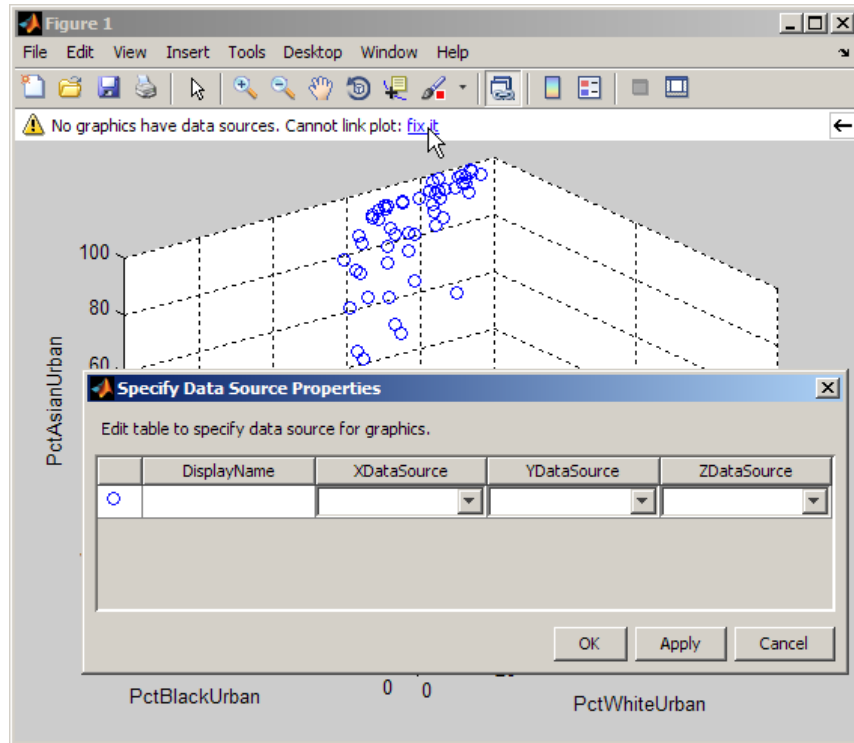 Figure 1
File Edit View Insert Tools Desktop Window Help
No graphics have data sources. Cannot link plot: fix it
100
80
60
PctAsianUrban
Specify Data Source Properties
Edit table to specify data source for graphics.
DisplayName XDataSource YDataSource ZDataSource
OK Apply Cancel
0 0
PctBlackUrban PctWhiteUrban